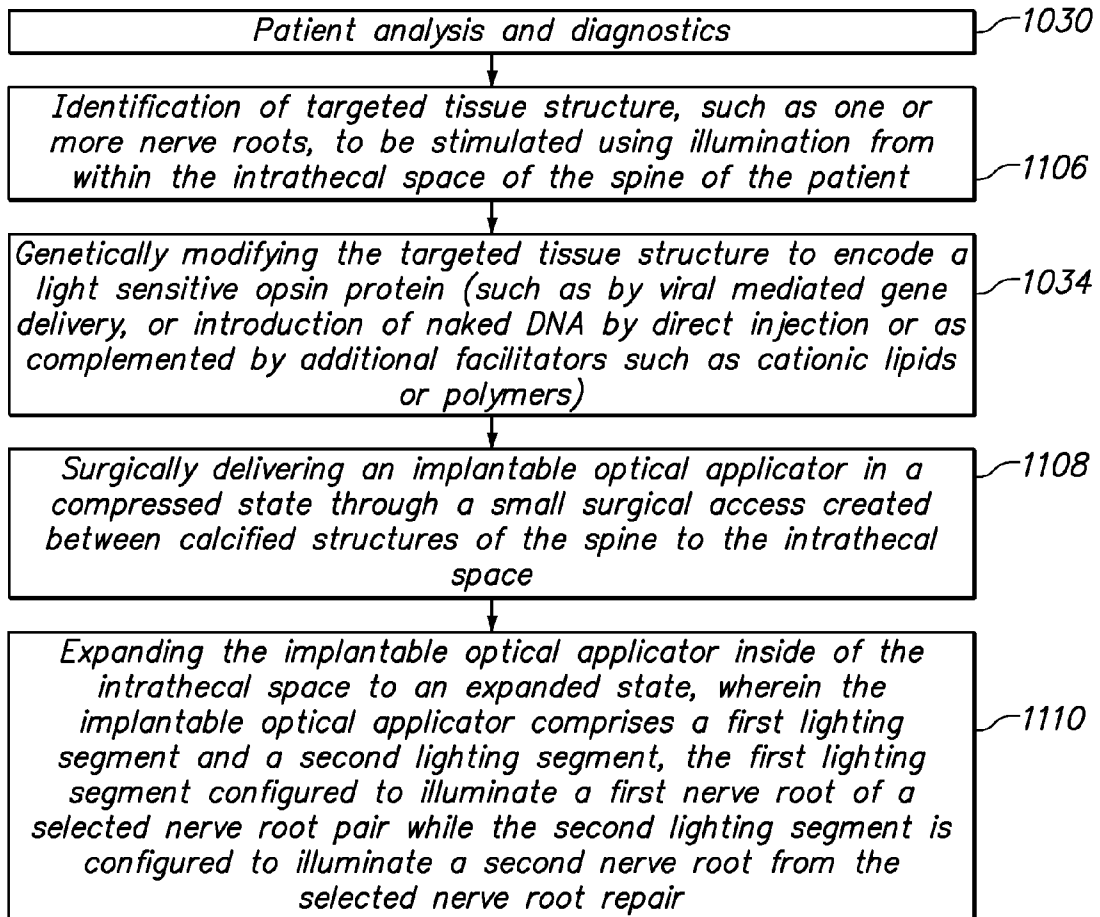 Patient analysis and diagnostics
1030
Identification of targeted tissue structure, such as one or
more nerve roots, to be stimulated using illumination from
within the intrathecal space of the spine of the patient
1106
Genetically modifying the targeted tissue structure to encode a
light sensitive opsin protein (such as by viral mediated gene
delivery, or introduction of naked DNA by direct injection or as
complemented by additional facilitators such as cationic lipids
or polymers)
1034
Surgically delivering an implantable optical applicator in a
compressed state through a small surgical access created
between calcified structures of the spine to the intrathecal
space
1108
Expanding the implantable optical applicator inside of the
intrathecal space to an expanded state, wherein the
implantable optical applicator comprises a first lighting
segment and a second lighting segment, the first lighting
segment configured to illuminate a first nerve root of a
selected nerve root pair while the second lighting segment is
configured to illuminate a second nerve root from the
selected nerve root repair
1110